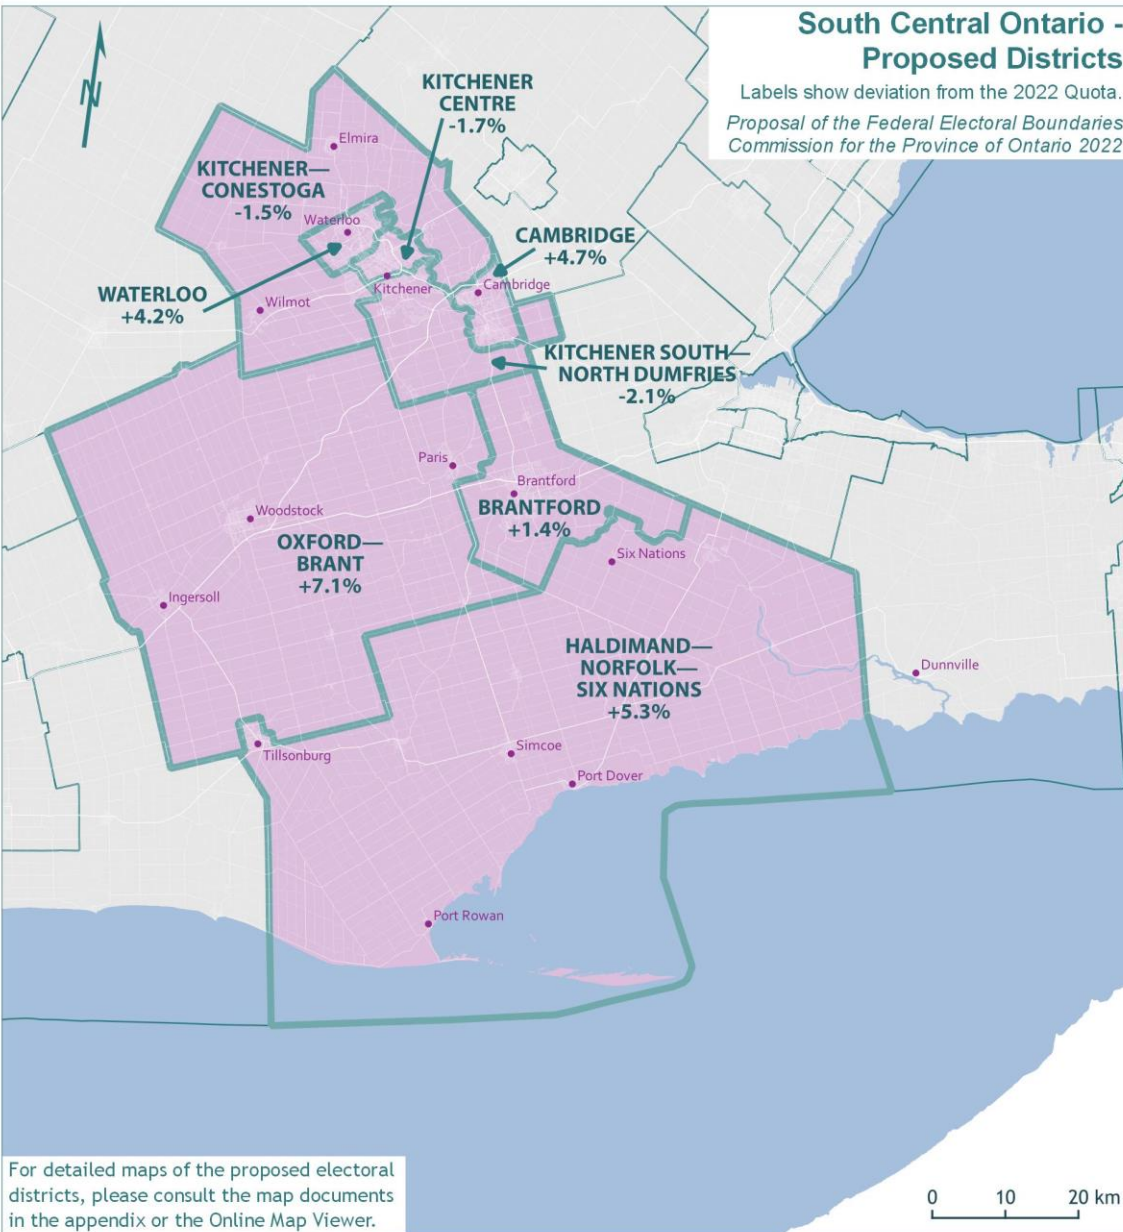 South Central Ontario -
Proposed Districts
Labels show deviation from the 2022 Quota.
Proposal of the Federal Electoral Boundaries
Commission for the Province of Ontario 2022
N
KITCHENER
CENTRE
-1.7%
Elmira
KITCHENER—
CONESTOGA
-1.5%
Waterloo
CAMBRIDGE
+4.7%
Kitchener
Cambridge
WATERLOO
+4.2%
Wilmot
KITCHENER SOUTH—
NORTH DUMFRIES
-2.1%
Paris
Brantford
BRANTFORD
+1.4%
Woodstock
OXFORD—
BRANT
+7.1%
Six Nations
Ingersoll
HALDIMAND—
NORFOLK—
SIX NATIONS
+5.3%
Dunnville
Tillsonburg
Simcoe
Port Dover
Port Rowan
For detailed maps of the proposed electoral
districts, please consult the map documents
in the appendix or the Online Map Viewer.
0 10 20 km